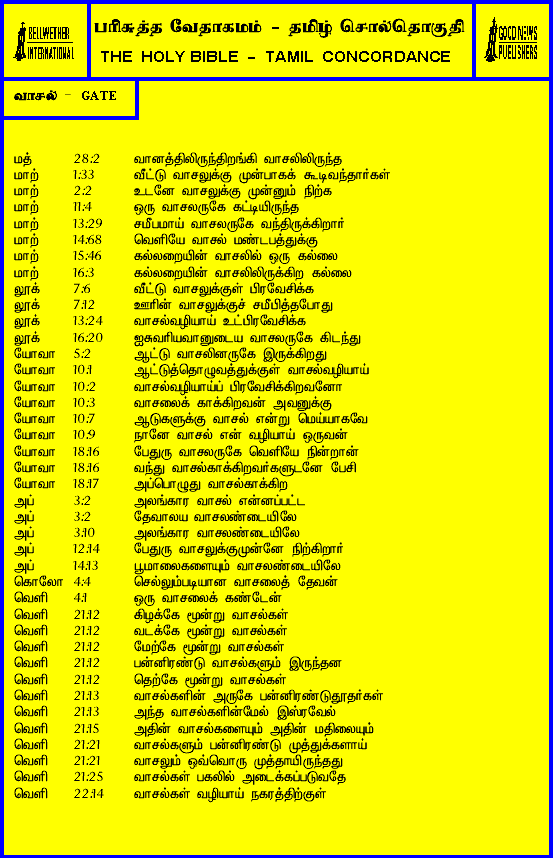 BELLWETHER
INTERNATIONAL
பரிசுத்த வேதாகமம் - தமிழ் சொல்தொகுதி
THE HOLY BIBLE - TAMIL CONCORDANCE
GOOD NEWS
PUBLISHERS
வாசல் - GATE
மத் 28:2 வானத்திலிருந்திறங்கி வாசலிலிருந்த
மாற் 1:33 வீட்டு வாசலுக்கு முன்பாகக் கூடிவந்தார்கள்
மாற் 2:2 உடனே வாசலுக்கு முன்னும் நிற்க
மாற் 11:4 ஒரு வாசலருகே கட்டியிருந்த
மாற் 13:29 சமீபமாய் வாசலருகே வந்திருக்கிறார்
மாற் 14:68 வெளியே வாசல் மண்டபத்துக்கு
மாற் 15:46 கல்லறையின் வாசலில் ஒரு கல்லை
மாற் 16:3 கல்லறையின் வாசலிலிருக்கிற கல்லை
லூக் 7:6 வீட்டு வாசலுக்குள் பிரவேசிக்க
லூக் 7:12 ஊரின் வாசலுக்குச் சமீபித்தபோது
லூக் 13:24 வாசல்வழியாய் உட்பிரவேசிக்க
லூக் 16:20 ஐசுவரியவானுடைய வாசலருகே கிடந்து
யோவா 5:2 ஆட்டு வாசலினருகே இருக்கிறது
யோவா 10:1 ஆட்டுத்தொழுவத்துக்குள் வாசல்வழியாய்
யோவா 10:2 வாசல்வழியாய்ப் பிரவேசிக்கிறவனோ
யோவா 10:3 வாசலைக் காக்கிறவன் அவனுக்கு
யோவா 10:7 ஆடுகளுக்கு வாசல் என்று மெய்யாகவே
யோவா 10:9 நானே வாசல் என் வழியாய் ஒருவன்
யோவா 18:16 பேதுரு வாசலருகே வெளியே நின்றான்
யோவா 18:16 வந்து வாசல்காக்கிறவர்களுடனே பேசி
யோவா 18:17 அப்பொழுது வாசல்காக்கிற
அப் 3:2 அலங்கார வாசல் என்னப்பட்ட
அப் 3:2 தேவாலய வாசலண்டையிலே
அப் 3:10 அலங்கார வாசலண்டையிலே
அப் 12:14 பேதுரு வாசலுக்குமுன்னே நிற்கிறார்
அப் 14:13 பூமாலைகளையும் வாசலண்டையிலே
கொலோ 4:4 செல்லும்படியான வாசலைத் தேவன்
வெளி 4:1 ஒரு வாசலைக் கண்டேன்
வெளி 21:12 கிழக்கே மூன்று வாசல்கள்
வெளி 21:12 வடக்கே மூன்று வாசல்கள்
வெளி 21:12 மேற்கே மூன்று வாசல்கள்
வெளி 21:12 பன்னிரண்டு வாசல்களும் இருந்தன
வெளி 21:12 தெற்கே மூன்று வாசல்கள்
வெளி 21:13 வாசல்களின் அருகே பன்னிரண்டுதூதர்கள்
வெளி 21:13 அந்த வாசல்களின்மேல் இஸ்ரவேல்
வெளி 21:15 அதின் வாசல்களையும் அதின் மதிலையும்
வெளி 21:21 வாசல்களும் பன்னிரண்டு முத்துக்களாய்
வெளி 21:21 வாசலும் ஒவ்வொரு முத்தாயிருந்தது
வெளி 21:25 வாசல்கள் பகலில் அடைக்கப்படுவதே
வெளி 22:14 வாசல்கள் வழியாய் நகரத்திற்குள்